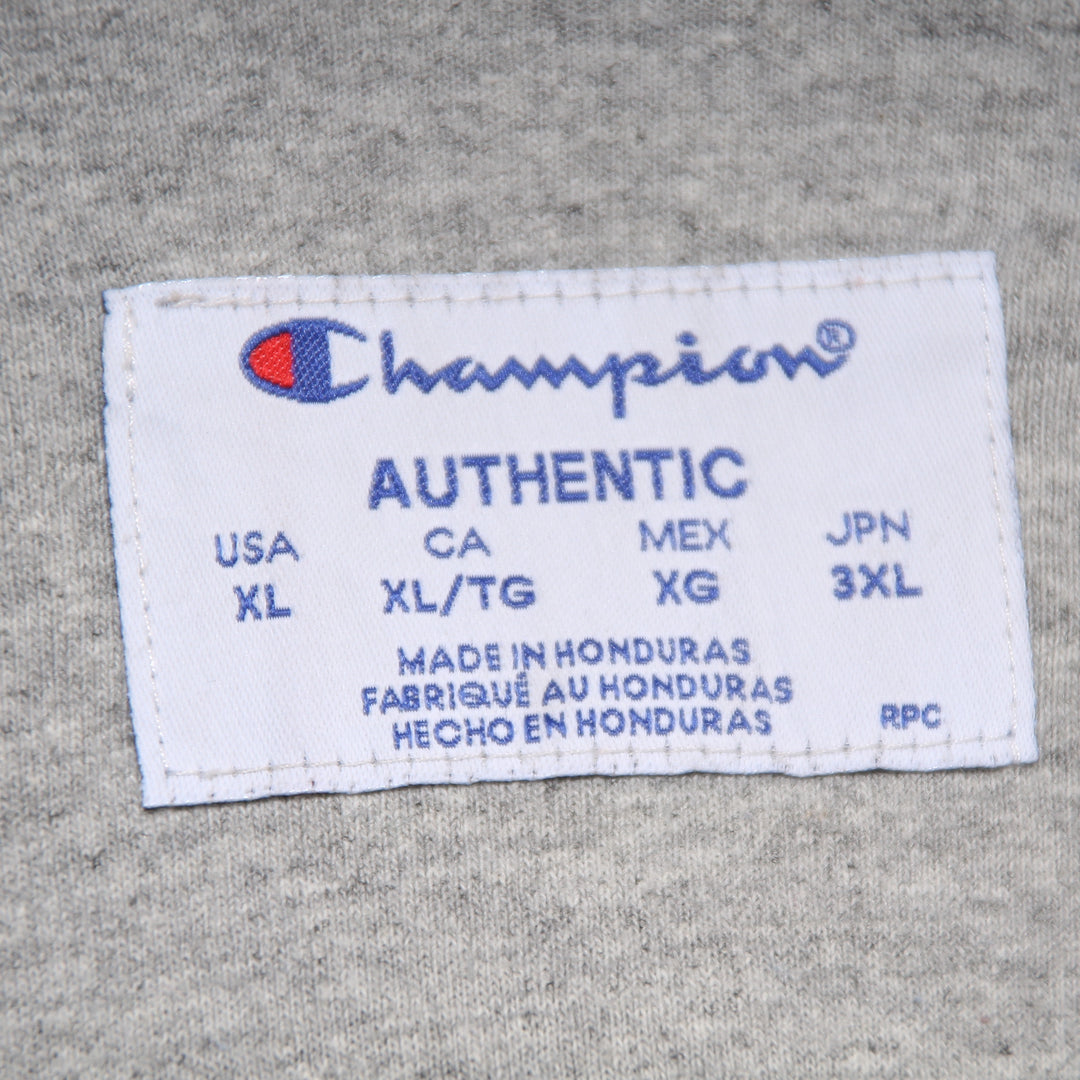 Champion®
AUTHENTIC
USA CA MEX JPN
XL XL/TG XG 3XL
MADE IN HONDURAS
FABRIQUÉ AU HONDURAS
HECHO EN HONDURAS RPC